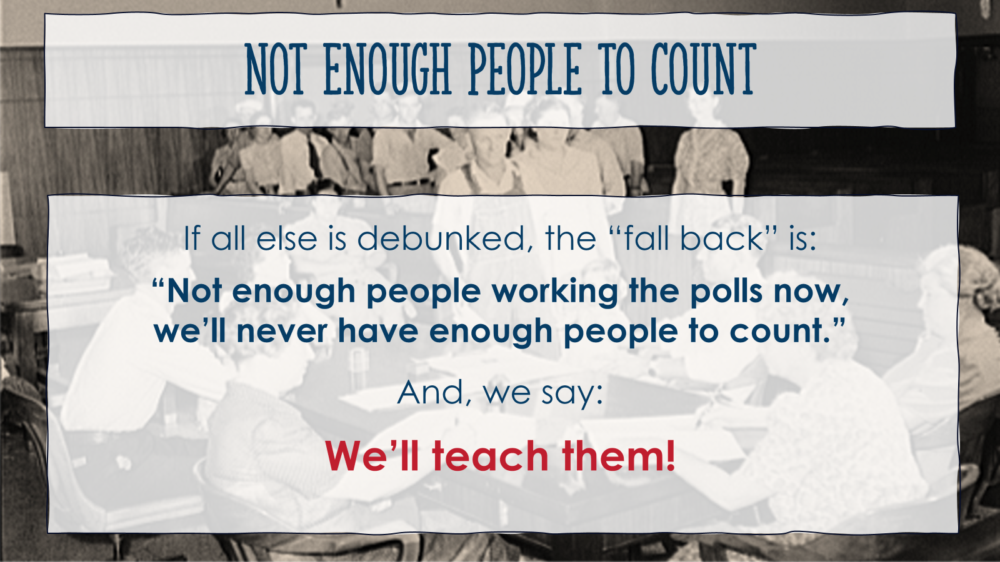 NOT ENOUGH PEOPLE TO COUNT
If all else is debunked, the “fall back” is:
“Not enough people working the polls now,
we’ll never have enough people to count.”
And, we say:
We’ll teach them!